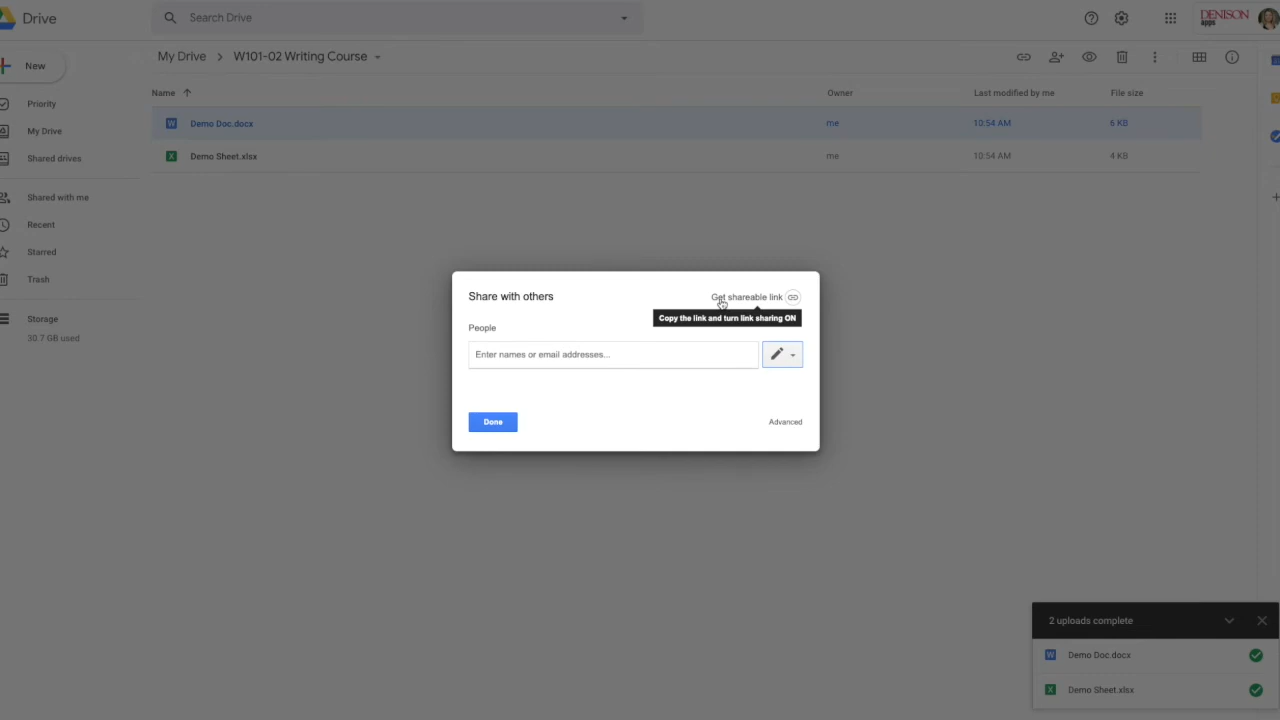 Drive
Search Drive
DENISON
apps
My Drive > W101-02 Writing Course
New
Name
Owner
Last modified by me
File size
Priority
My Drive
Shared drives
Shared with me
Recent
Starred
Trash
Storage
30.7 GB used
W Demo Doc.docx me 10:54 AM 6 KB
X Demo Sheet.xlsx me 10:54 AM 4 KB
Share with others
Get shareable link
Copy the link and turn link sharing ON
People
Enter names or email addresses...
Done
Advanced
2 uploads complete
W Demo Doc.docx
X Demo Sheet.xlsx